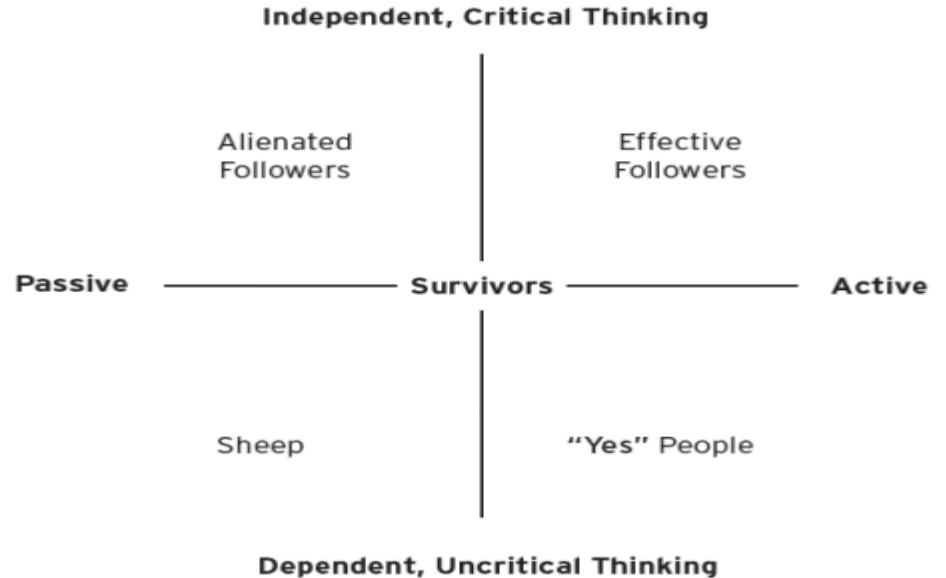 Independent, Critical Thinking
Alienated
Followers
Effective
Followers
Passive
Survivors
Active
Sheep
“Yes” People
Dependent, Uncritical Thinking